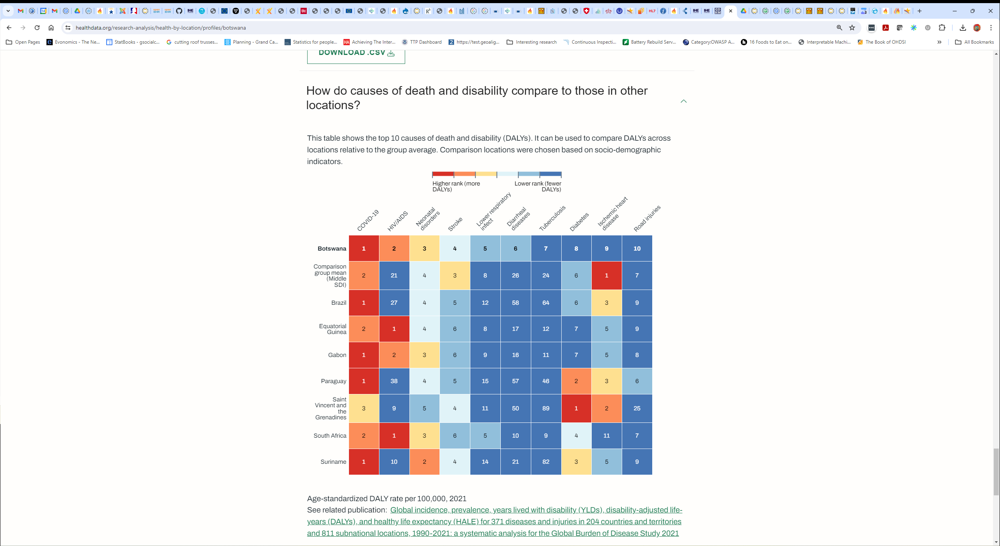 healthdata.org/research-analysis/health-by-location/profiles/botswana
Open Pages
Evonomics - The Ne...
StatBooks - gsocialc...
cutting roof trusses...
Planning - Grand Ca...
Statistics for people...
HA Achieving The Inter...
TTP Dashboard
https://test.geoalig...
Interesting research
Continuous Inspecti...
Battery Rebuild Serv...
Category:OWASP A...
16 Foods to Eat on...
Interpretable Machi...
The Book of OHDSI
»
All Bookmarks
DOWNLOAD .CSV
How do causes of death and disability compare to those in other
locations?
This table shows the top 10 causes of death and disability (DALYs). It can be used to compare DALYs across
locations relative to the group average. Comparison locations were chosen based on socio-demographic
indicators.
Higher rank (more
DALYs)
Lower rank (fewer
DALYs)
COVID-19
HIV/AIDS
Neonatal
disorders
Stroke
Lower respiratory
infect
Diarrheal
diseases
Tuberculosis
Diabetes
Ischemic heart
disease
Road injuries
Botswana 1 2 3 4 5 6 7 8 9 10
Comparison
group mean
(Middle
SDI)
2 21 4 3 8 26 24 6 1 7
Brazil 1 27 4 5 12 58 64 6 3 9
Equatorial
Guinea
2 1 4 6 8 17 12 7 5 9
Gabon 1 2 3 6 9 16 11 7 5 8
Paraguay 1 38 4 5 15 57 46 2 3 6
Saint
Vincent and
the
Grenadines
3 9 5 4 11 50 89 1 2 25
South Africa 2 1 3 6 5 10 9 4 11 7
Suriname 1 10 2 4 14 21 82 3 5 9
Age-standardized DALY rate per 100,000, 2021
See related publication: Global incidence, prevalence, years lived with disability (YLDs), disability-adjusted life-
years (DALYs), and healthy life expectancy (HALE) for 371 diseases and injuries in 204 countries and territories
and 811 subnational locations, 1990-2021: a systematic analysis for the Global Burden of Disease Study 2021